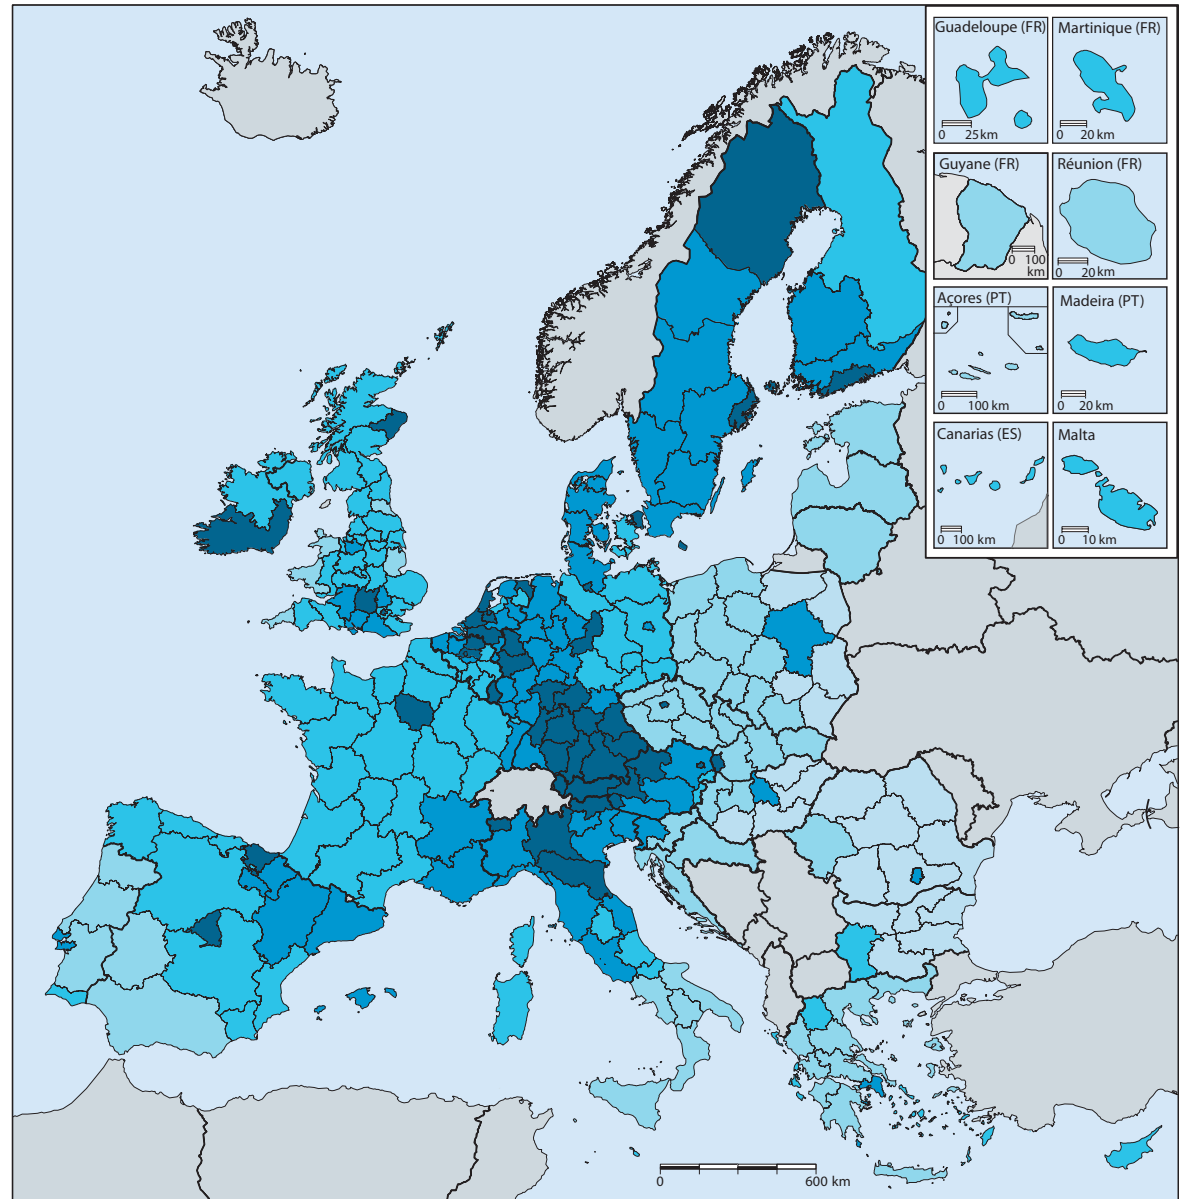 Guadeloupe (FR)
0 25 km
Martinique (FR)
0 20 km
Guyane (FR)
0 100
km
Réunion (FR)
0 20 km
Açores (PT)
0 100 km
Madeira (PT)
0 20 km
Canarias (ES)
0 100 km
Malta
0 10 km
0 600 km